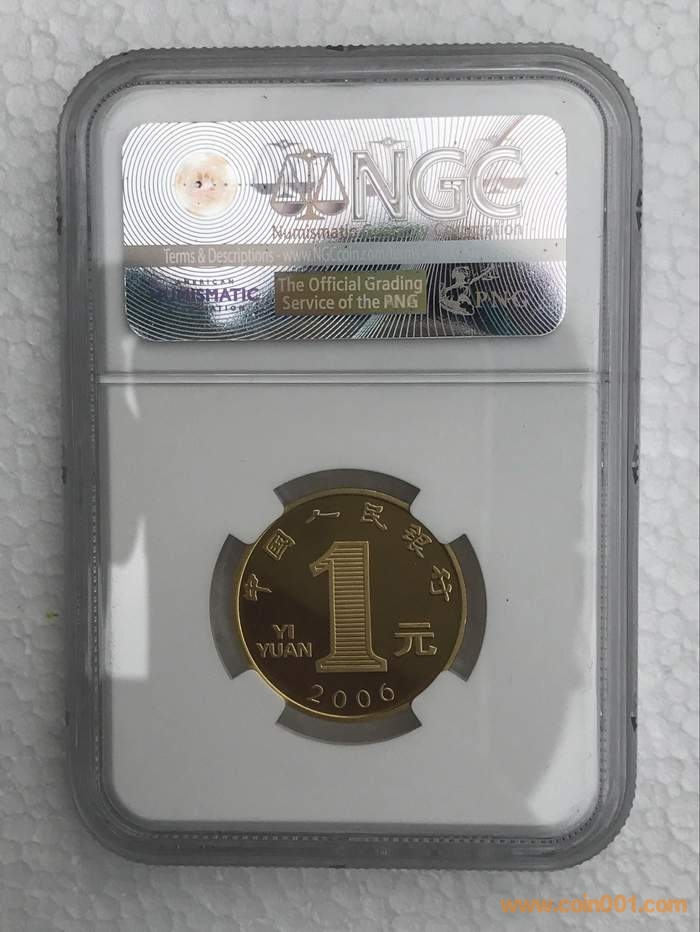 NGC
Numismatic Guaranty Corporation
Terms & Descriptions - www.NGCcoin.com
AMERICAN
NUMISMATIC
ASSOCIATION
The Official Grading
Service of the PNG
PNG
中国人民银行
1
YI
YUAN
元
2006
www.coin001.com